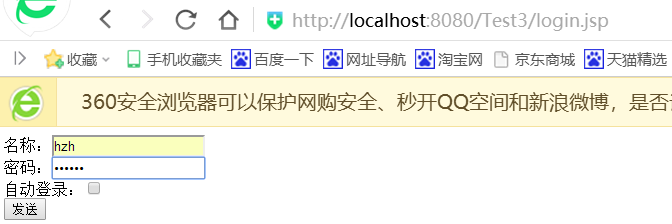 http://localhost:8080/Test3/login.jsp
收藏 手机收藏夹 百度一下 网址导航 淘宝网 京东商城 天猫精选
360安全浏览器可以保护网购安全、秒开QQ空间和新浪微博，是否
名称：hzh
密码：••••••
自动登录：
发送